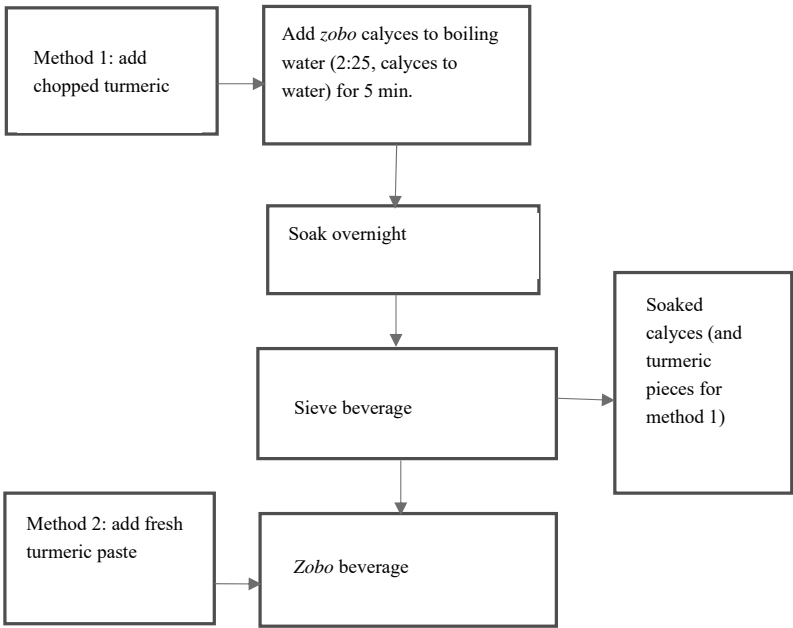 Method 1: add
chopped turmeric
Add zobo calyces to boiling
water (2:25, calyces to
water) for 5 min.
Soak overnight
Soaked
calyces (and
turmeric
pieces for
method 1)
Sieve beverage
Method 2: add fresh
turmeric paste
Zobo beverage